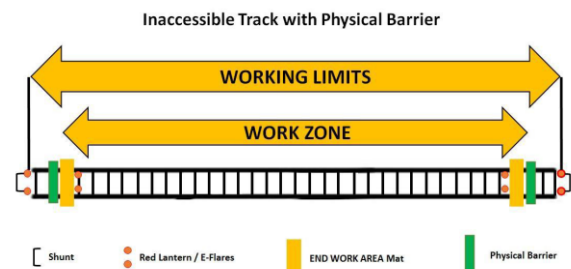 Inaccessible Track with Physical Barrier
WORKING LIMITS
WORK ZONE
Shunt
Red Lantern / E-Flares
END WORK AREA Mat
Physical Barrier